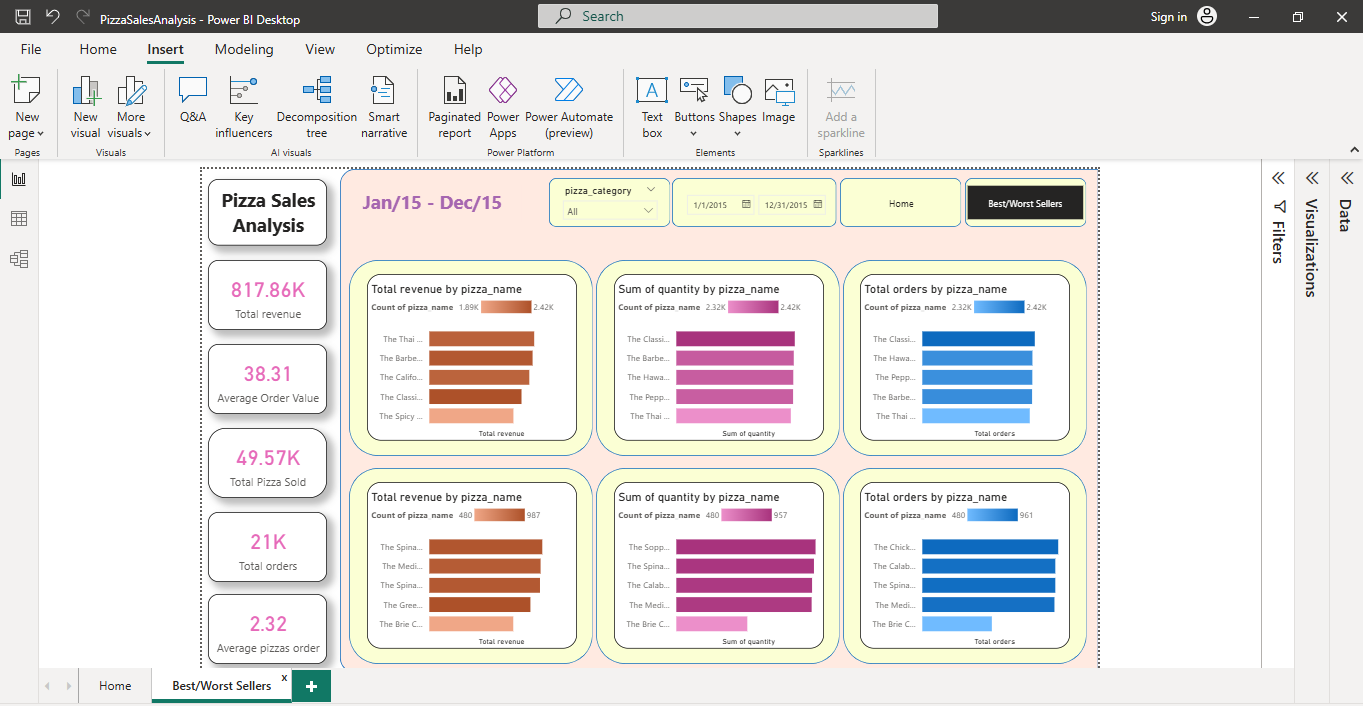 PizzaSalesAnalysis - Power BI Desktop
Search
Sign in
File Home Insert Modeling View Optimize Help
New page
New visual
More visuals
Q&A
Key influencers
Decomposition tree
Smart narrative
Paginated report
Power Apps
Power Automate (preview)
Text box
Buttons
Shapes
Image
Add a sparkline
Pages
Visuals
AI visuals
Power Platform
Elements
Sparklines
Pizza Sales
Analysis
817.86K
Total revenue
38.31
Average Order Value
49.57K
Total Pizza Sold
21K
Total orders
2.32
Average pizzas order
Jan/15 - Dec/15
pizza_category
All
1/1/2015
12/31/2015
Home
Best/Worst Sellers
Total revenue by pizza_name
Count of pizza_name 1.89K 2.42K
The Thai ...
The Barbe...
The Califo...
The Classi...
The Spicy ...
Total revenue
Sum of quantity by pizza_name
Count of pizza_name 2.32K 2.42K
The Classi...
The Barbe...
The Hawa...
The Pepp...
The Thai ...
Sum of quantity
Total orders by pizza_name
Count of pizza_name 2.32K 2.42K
The Classi...
The Hawa...
The Pepp...
The Barbe...
The Thai ...
Total orders
Total revenue by pizza_name
Count of pizza_name 480 987
The Spina...
The Medi...
The Spina...
The Gree...
The Brie C...
Total revenue
Sum of quantity by pizza_name
Count of pizza_name 480 957
The Sopp...
The Spina...
The Calab...
The Medi...
The Brie C...
Sum of quantity
Total orders by pizza_name
Count of pizza_name 480 961
The Chick...
The Calab...
The Spina...
The Medi...
The Brie C...
Total orders
Filters
Visualizations
Data
Home
Best/Worst Sellers
x
+